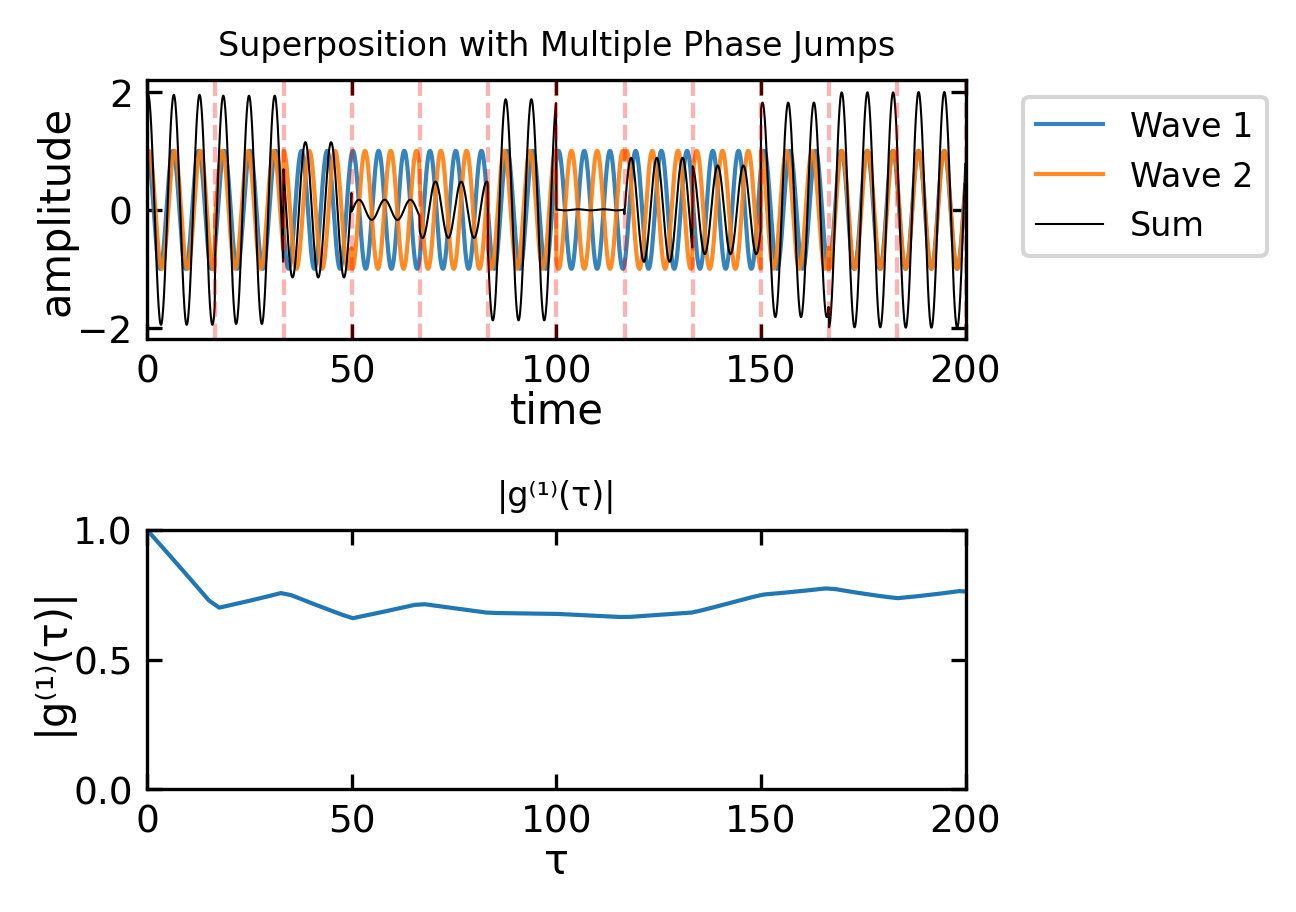 Superposition with Multiple Phase Jumps
amplitude
2
0
−2
0 50 100 150 200
time
Wave 1
Wave 2
Sum
|g⁽¹⁾(τ)|
|g⁽¹⁾(τ)|
1.0
0.5
0.0
0 50 100 150 200
τ